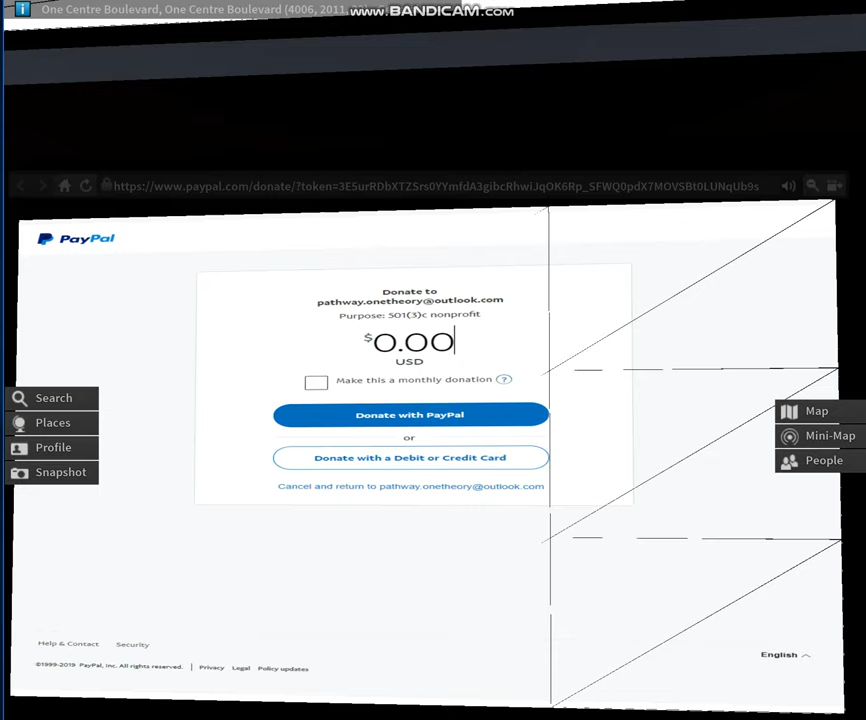 One Centre Boulevard, One Centre Boulevard (4006, 2011,
www.BANDICAM.com
https://www.paypal.com/donate/?token=3E5urRDbXTZSrs0YYmfdA3gibcRhwiJqOK6Rp_SFWQ0pdX7MOVSBt0LUNqUb9s
PayPal
Donate to
pathway.onetheory@outlook.com
Purpose: 501(3)c nonprofit
$0.00
USD
Make this a monthly donation ?
Donate with PayPal
or
Donate with a Debit or Credit Card
Cancel and return to pathway.onetheory@outlook.com
Search
Places
Profile
Snapshot
Map
Mini-Map
People
Help & Contact Security
©1999-2019 PayPal, Inc. All rights reserved. | Privacy Legal Policy updates
English